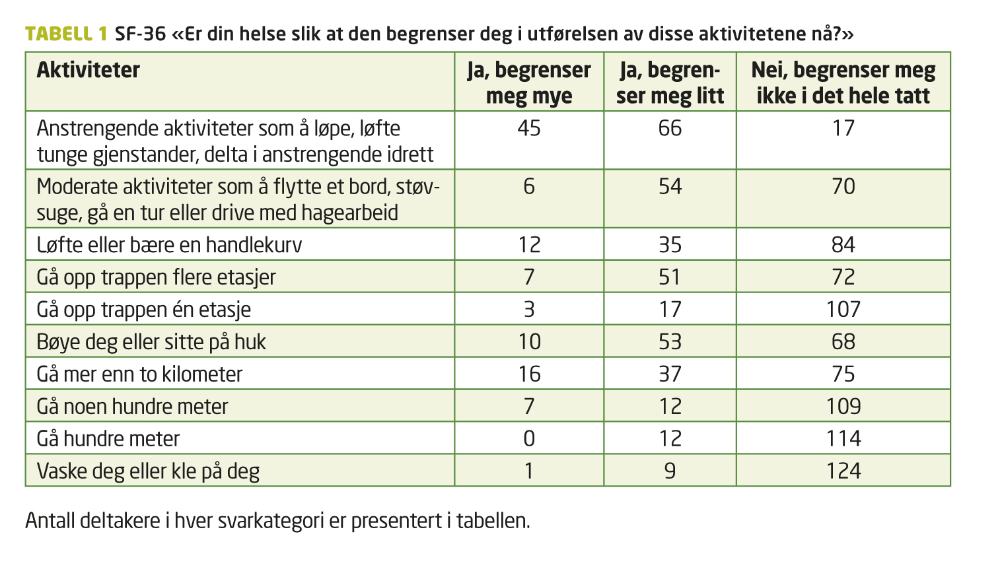 TABELL 1 SF-36 «Er din helse slik at den begrenser deg i utførelsen av disse aktivitetene nå?»
Aktiviteter
Ja, begrenser
meg mye
Ja, begren-
ser meg litt
Nei, begrenser meg
ikke i det hele tatt
Anstrengende aktiviteter som å løpe, løfte
tunge gjenstander, delta i anstrengende idrett
45
66
17
Moderate aktiviteter som å flytte et bord, støv-
suge, gå en tur eller drive med hagearbeid
6
54
70
Løfte eller bære en handlekurv
12
35
84
Gå opp trappen flere etasjer
7
51
72
Gå opp trappen én etasje
3
17
107
Bøye deg eller sitte på huk
10
53
68
Gå mer enn to kilometer
16
37
75
Gå noen hundre meter
7
12
109
Gå hundre meter
0
12
114
Vaske deg eller kle på deg
1
9
124
Antall deltakere i hver svarkategori er presentert i tabellen.